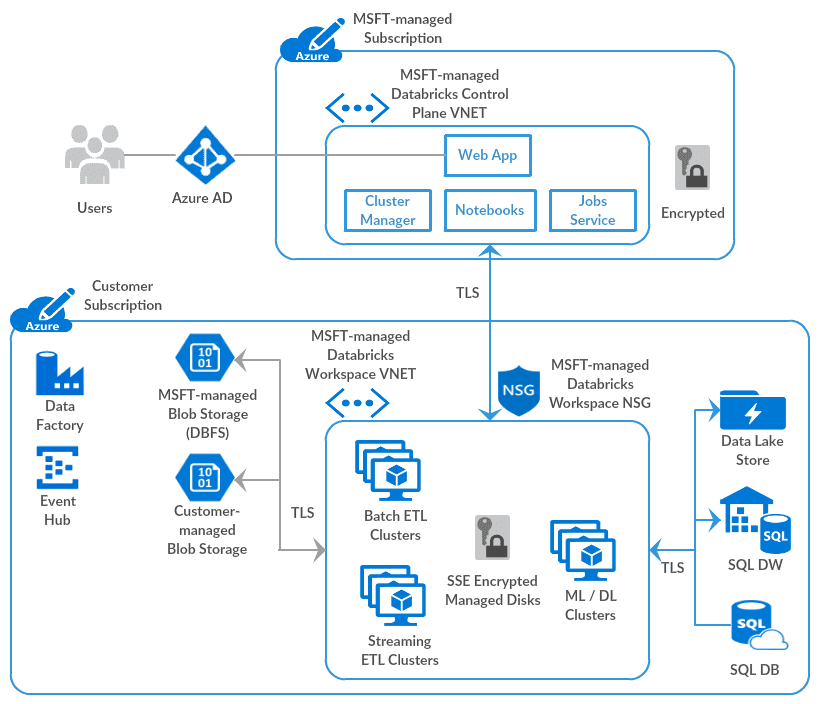 MSFT-managed
Subscription
Azure
MSFT-managed
Databricks Control
Plane VNET
Web App
Cluster
Manager
Notebooks
Jobs
Service
Encrypted
Users
Azure AD
TLS
Customer
Subscription
Azure
MSFT-managed
Databricks
Workspace VNET
NSG
MSFT-managed
Databricks
Workspace NSG
Data
Factory
Event
Hub
10
01
MSFT-managed
Blob Storage
(DBFS)
10
01
Customer-
managed
Blob Storage
TLS
Batch ETL
Clusters
Streaming
ETL Clusters
SSE Encrypted
Managed Disks
ML / DL
Clusters
TLS
Data Lake
Store
SQL
SQL DW
SQL
SQL DB